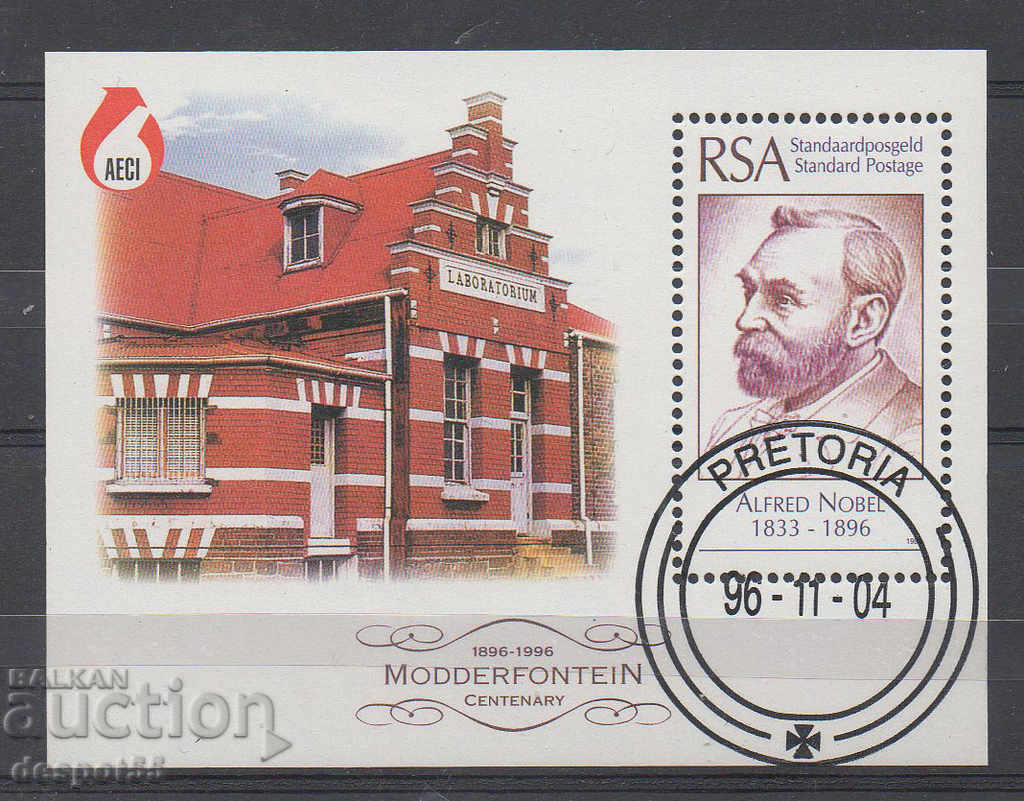 AECI
LABORATORIUM
RSA Standaardposgeld
Standard Postage
PRETORIA
ALFRED NOBEL
1833 - 1896
96-11-04
1896-1996
MODDERFONTEIN
CENTENARY
BALKAN
auction
despot55